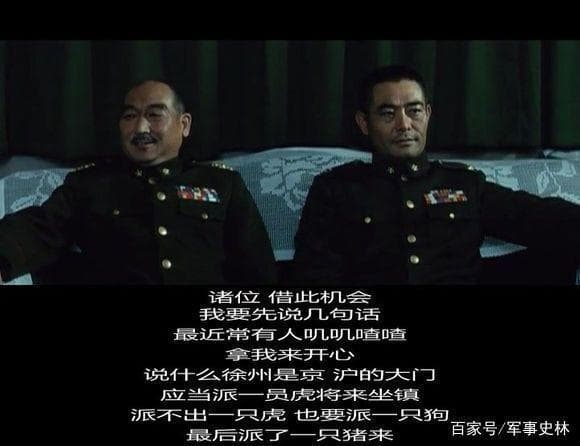 诸位 借此机会
我要先说几句话
最近常有人叽叽喳喳
拿我来开心
说什么徐州是京 沪的大门
应当派一员虎将来坐镇
派不出一只虎 也要派一只狗
最后派了一只猪来
百家号/军事史林